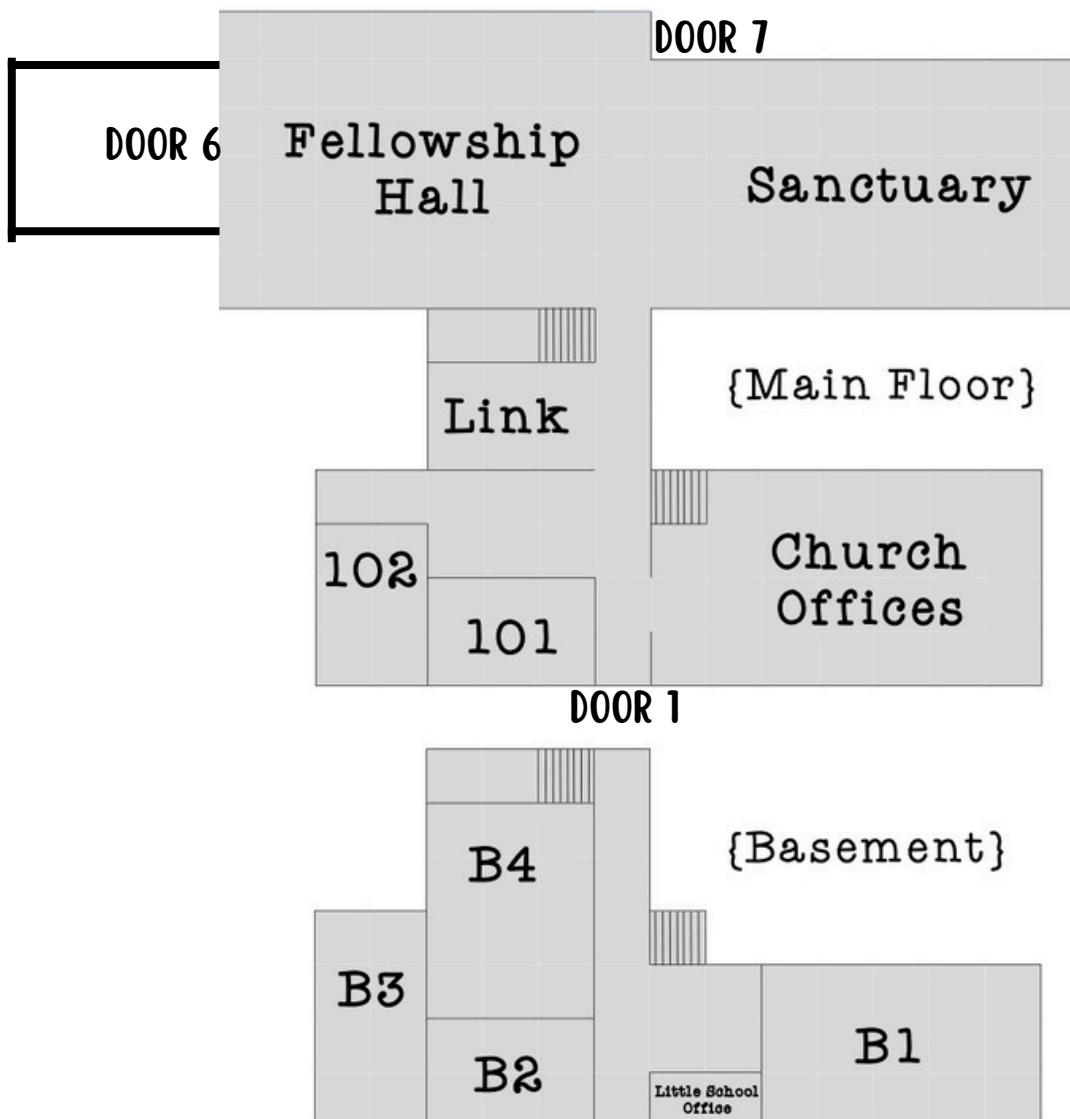 DOOR 7
DOOR 6
Fellowship
Hall
Sanctuary
{Main Floor}
Link
102
101
Church
Offices
DOOR 1
{Basement}
B4
B3
B2
B1
Little School
Office